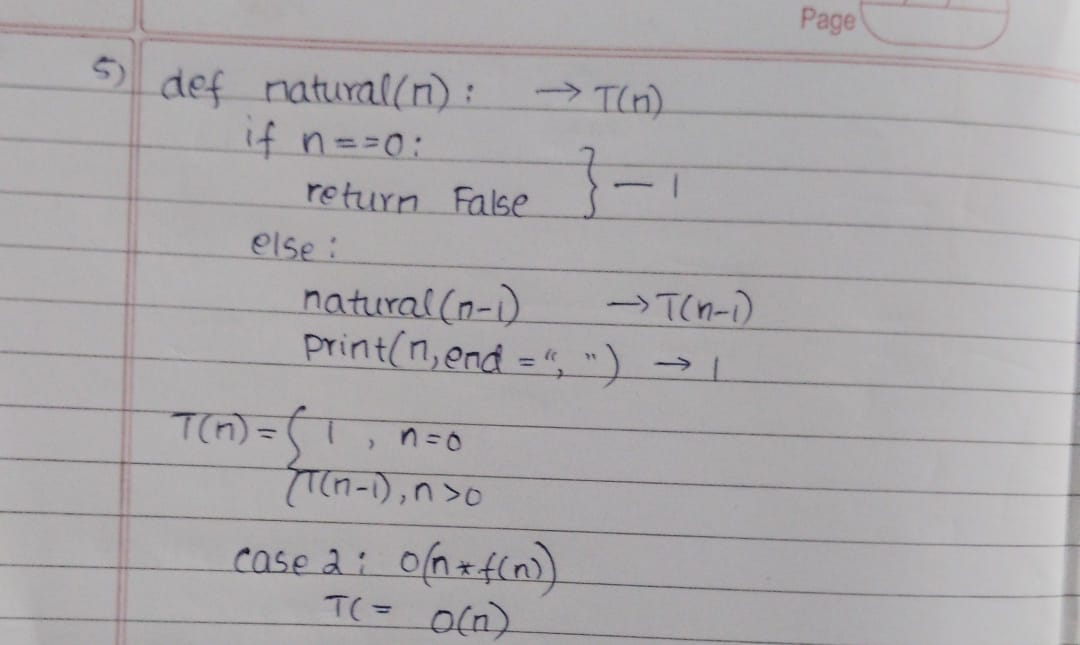 Page
5) def natural(n): → T(n)
if n==0:
return False } — 1
else:
natural(n-1) → T(n-1)
print(n,end = ", ") → 1
T(n) = { 1 , n=0
T(n-1), n>0
case 2: O(n*f(n))
TC = O(n)